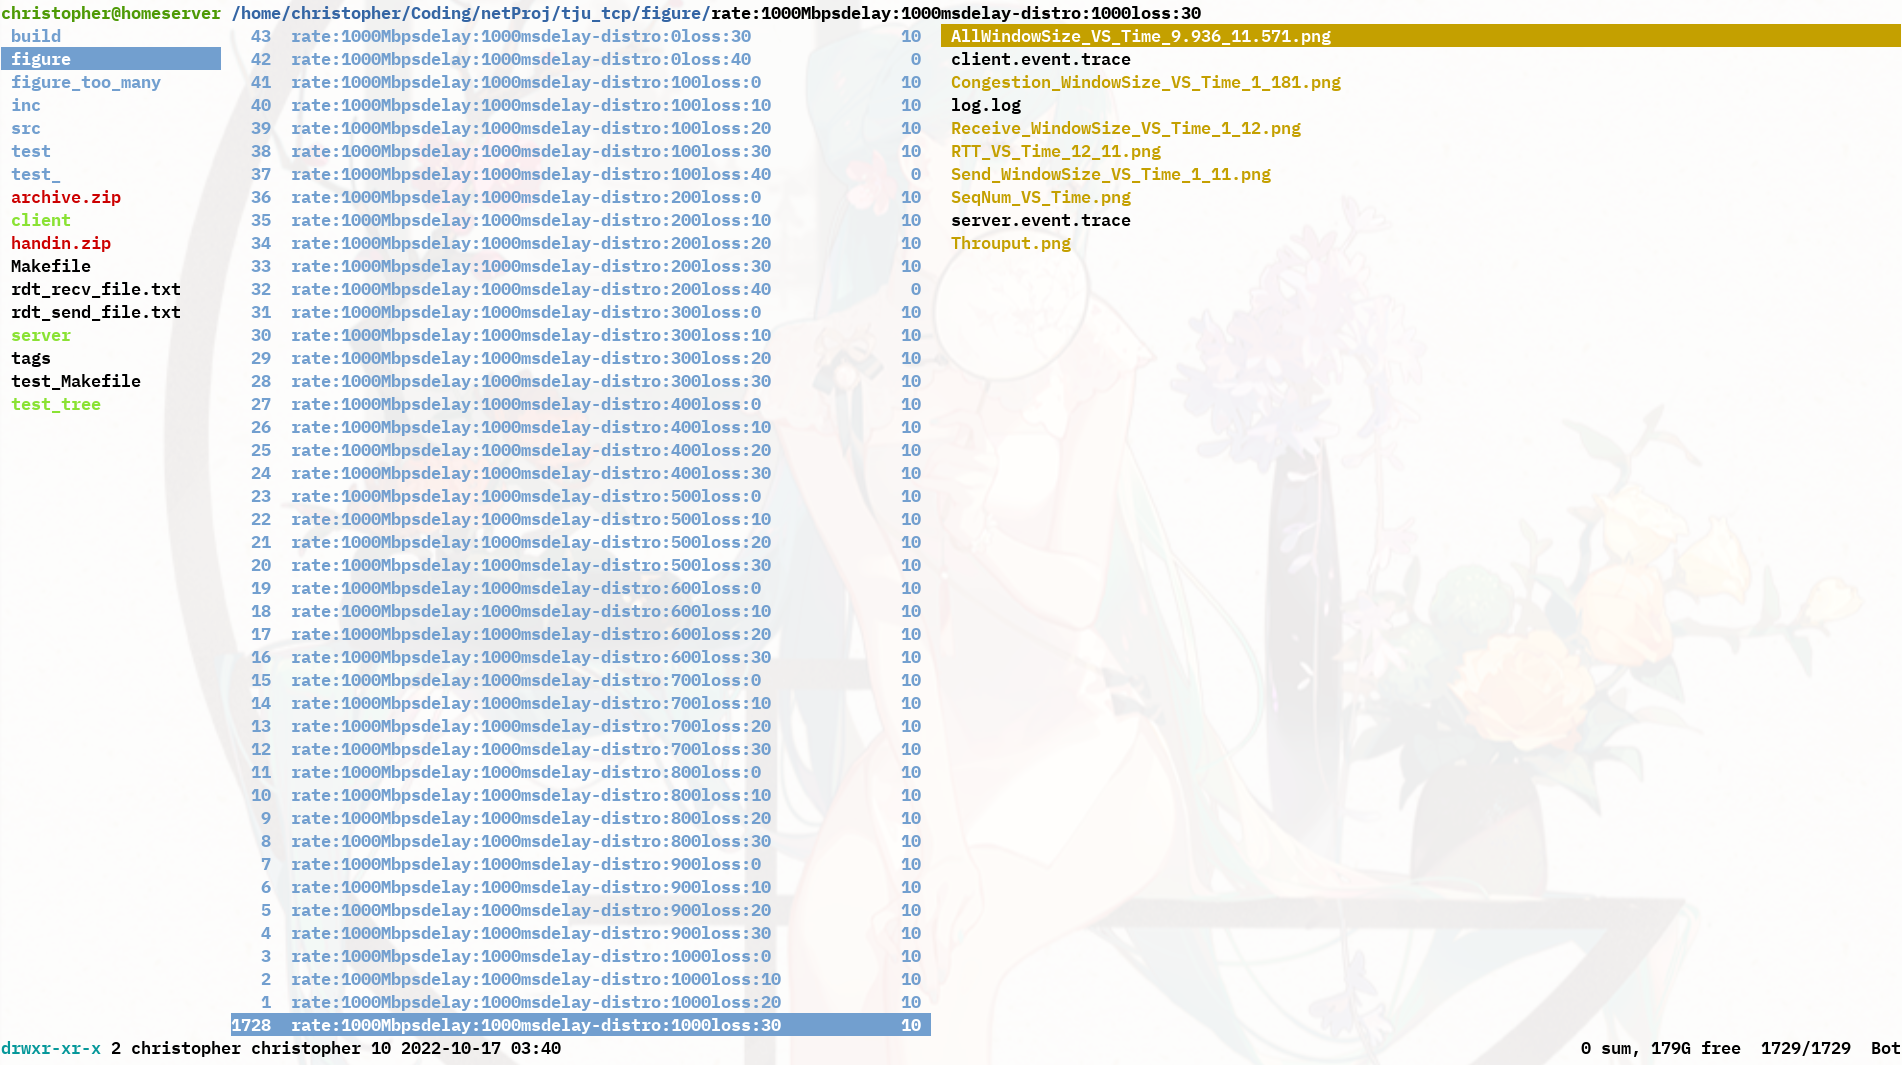 christopher@homeserver /home/christopher/Coding/netProj/tju_tcp/figure/rate:1000Mbpsdelay:1000msdelay-distro:1000loss:30
build
figure
figure_too_many
inc
src
test
test_
archive.zip
client
handin.zip
Makefile
rdt_recv_file.txt
rdt_send_file.txt
server
tags
test_Makefile
test_tree
43 rate:1000Mbpsdelay:1000msdelay-distro:0loss:30 10
42 rate:1000Mbpsdelay:1000msdelay-distro:0loss:40 0
41 rate:1000Mbpsdelay:1000msdelay-distro:100loss:0 10
40 rate:1000Mbpsdelay:1000msdelay-distro:100loss:10 10
39 rate:1000Mbpsdelay:1000msdelay-distro:100loss:20 10
38 rate:1000Mbpsdelay:1000msdelay-distro:100loss:30 10
37 rate:1000Mbpsdelay:1000msdelay-distro:100loss:40 0
36 rate:1000Mbpsdelay:1000msdelay-distro:200loss:0 10
35 rate:1000Mbpsdelay:1000msdelay-distro:200loss:10 10
34 rate:1000Mbpsdelay:1000msdelay-distro:200loss:20 10
33 rate:1000Mbpsdelay:1000msdelay-distro:200loss:30 10
32 rate:1000Mbpsdelay:1000msdelay-distro:200loss:40 0
31 rate:1000Mbpsdelay:1000msdelay-distro:300loss:0 10
30 rate:1000Mbpsdelay:1000msdelay-distro:300loss:10 10
29 rate:1000Mbpsdelay:1000msdelay-distro:300loss:20 10
28 rate:1000Mbpsdelay:1000msdelay-distro:300loss:30 10
27 rate:1000Mbpsdelay:1000msdelay-distro:400loss:0 10
26 rate:1000Mbpsdelay:1000msdelay-distro:400loss:10 10
25 rate:1000Mbpsdelay:1000msdelay-distro:400loss:20 10
24 rate:1000Mbpsdelay:1000msdelay-distro:400loss:30 10
23 rate:1000Mbpsdelay:1000msdelay-distro:500loss:0 10
22 rate:1000Mbpsdelay:1000msdelay-distro:500loss:10 10
21 rate:1000Mbpsdelay:1000msdelay-distro:500loss:20 10
20 rate:1000Mbpsdelay:1000msdelay-distro:500loss:30 10
19 rate:1000Mbpsdelay:1000msdelay-distro:600loss:0 10
18 rate:1000Mbpsdelay:1000msdelay-distro:600loss:10 10
17 rate:1000Mbpsdelay:1000msdelay-distro:600loss:20 10
16 rate:1000Mbpsdelay:1000msdelay-distro:600loss:30 10
15 rate:1000Mbpsdelay:1000msdelay-distro:700loss:0 10
14 rate:1000Mbpsdelay:1000msdelay-distro:700loss:10 10
13 rate:1000Mbpsdelay:1000msdelay-distro:700loss:20 10
12 rate:1000Mbpsdelay:1000msdelay-distro:700loss:30 10
11 rate:1000Mbpsdelay:1000msdelay-distro:800loss:0 10
10 rate:1000Mbpsdelay:1000msdelay-distro:800loss:10 10
9 rate:1000Mbpsdelay:1000msdelay-distro:800loss:20 10
8 rate:1000Mbpsdelay:1000msdelay-distro:800loss:30 10
7 rate:1000Mbpsdelay:1000msdelay-distro:900loss:0 10
6 rate:1000Mbpsdelay:1000msdelay-distro:900loss:10 10
5 rate:1000Mbpsdelay:1000msdelay-distro:900loss:20 10
4 rate:1000Mbpsdelay:1000msdelay-distro:900loss:30 10
3 rate:1000Mbpsdelay:1000msdelay-distro:1000loss:0 10
2 rate:1000Mbpsdelay:1000msdelay-distro:1000loss:10 10
1 rate:1000Mbpsdelay:1000msdelay-distro:1000loss:20 10
1728 rate:1000Mbpsdelay:1000msdelay-distro:1000loss:30 10
AllWindowSize_VS_Time_9.936_11.571.png
client.event.trace
Congestion_WindowSize_VS_Time_1_181.png
log.log
Receive_WindowSize_VS_Time_1_12.png
RTT_VS_Time_12_11.png
Send_WindowSize_VS_Time_1_11.png
SeqNum_VS_Time.png
server.event.trace
Throuput.png
drwxr-xr-x 2 christopher christopher 10 2022-10-17 03:40 0 sum, 179G free 1729/1729 Bot